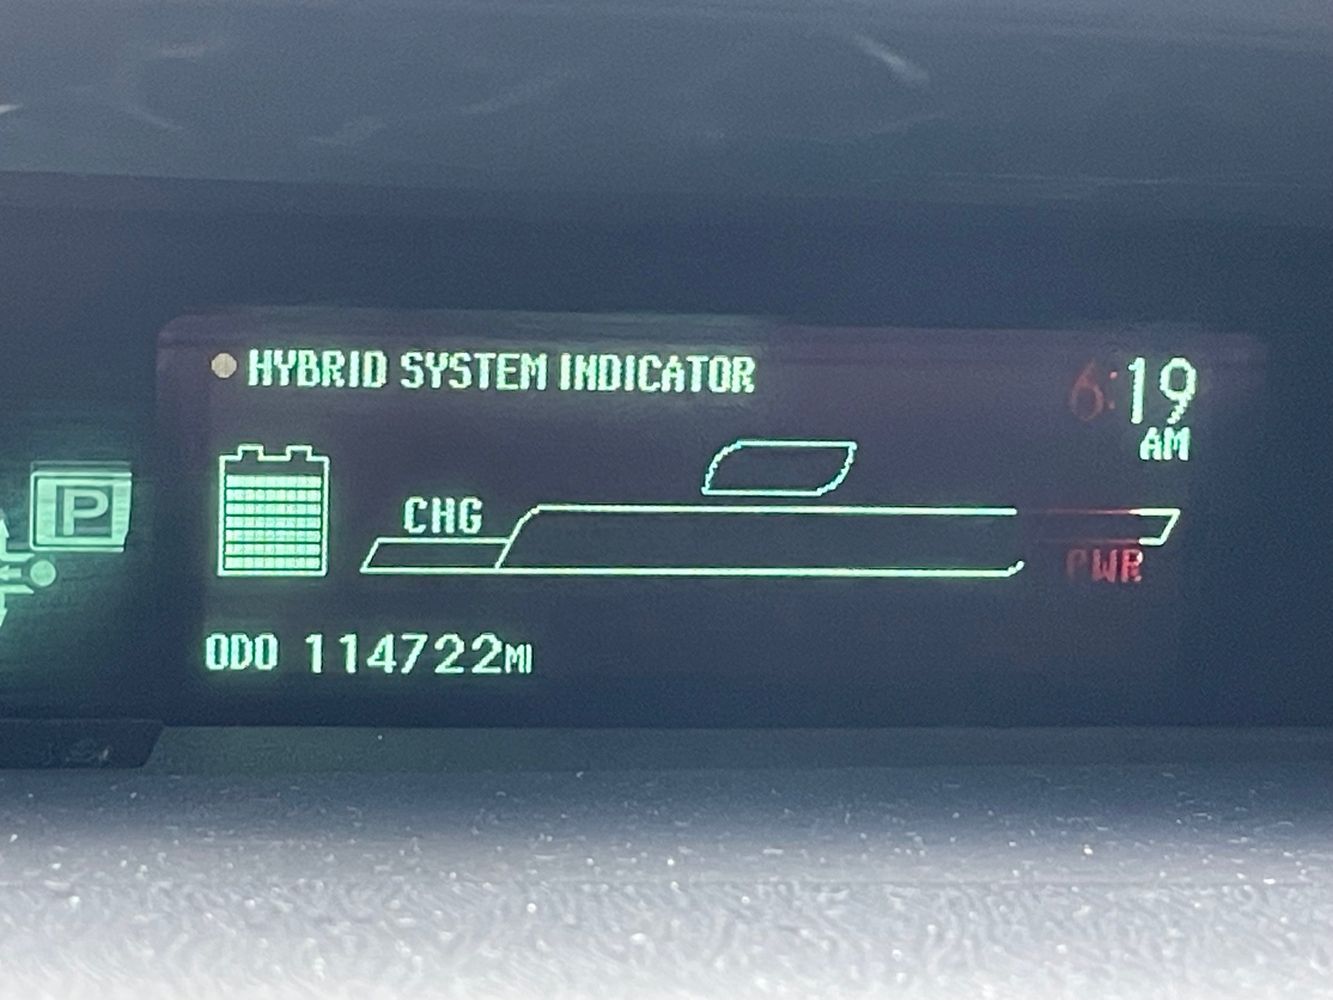 HYBRID SYSTEM INDICATOR
6:19
AM
P
CHG
PWR
ODO 114722MI